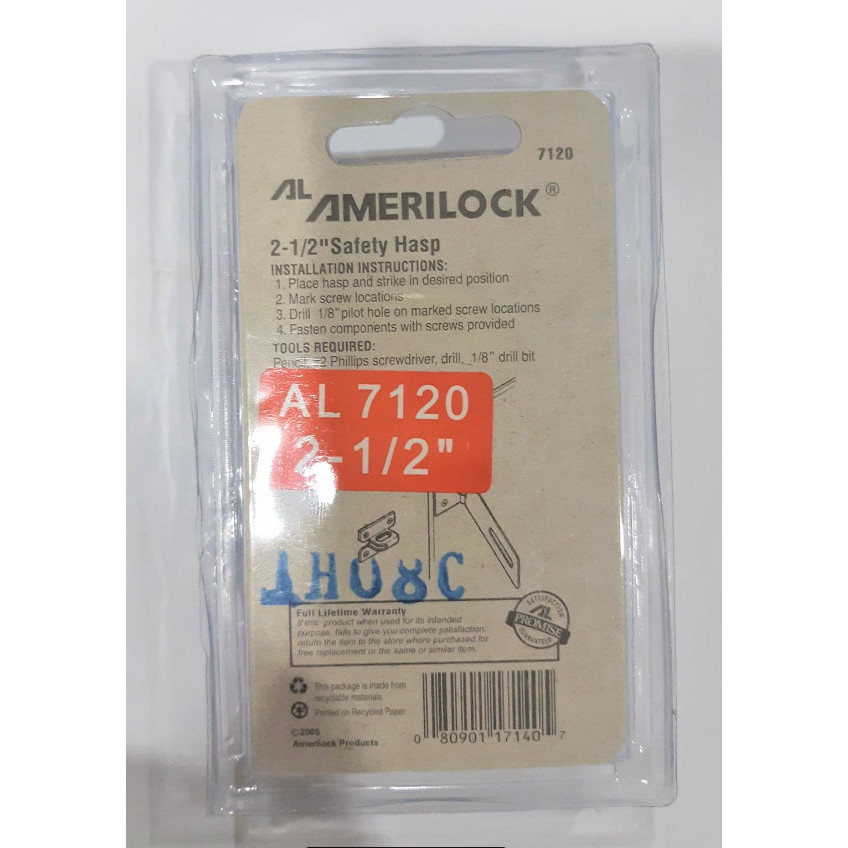 7120
AL AMERILOCK®
2-1/2" Safety Hasp
INSTALLATION INSTRUCTIONS:
1. Place hasp and strike in desired position
2. Mark screw locations
3. Drill 1/8" pilot hole on marked screw locations
4. Fasten components with screws provided
TOOLS REQUIRED:
2 Phillips screwdriver, drill, 1/8" drill bit
AL 7120
2-1/2"
Full Lifetime Warranty
If this product when used for its intended
purpose, fails to give you complete satisfaction,
return the item to the store where purchased for
free replacement or the same or similar item.
SATISFACTION
AL
PROMISE
GUARANTEED
This package is made from
recyclable materials
Printed on Recycled Paper
©2005
Amerilock Products
0 80901 17140 7